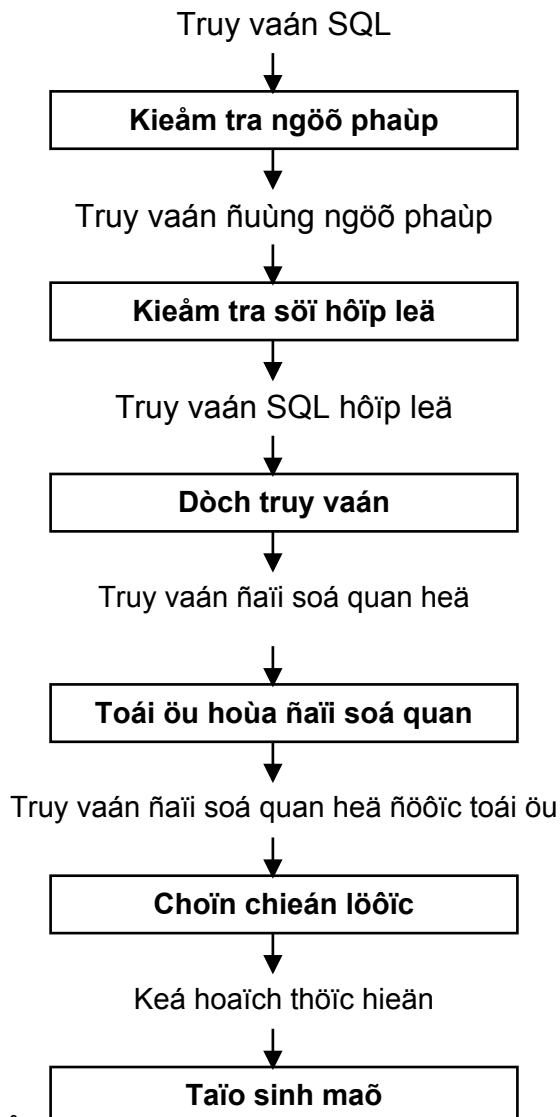 Truy vaán SQL
Kieåm tra ngöõ phaùp
Truy vaán ñuùng ngöõ phaùp
Kieåm tra söï hôïp leä
Truy vaán SQL hôïp leä
Dòch truy vaán
Truy vaán ñaïi soá quan heä
Toái öu hoùa ñaïi soá quan
Truy vaán ñaïi soá quan heä ñöôïc toái öu
Choïn chieán löôïc
Keá hoaïch thöïc hieän
Taïo sinh maõ